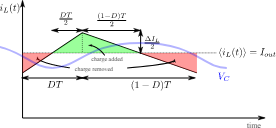 i_L(t)
DT/2
(1−D)T/2
ΔI_L/2
charge added
⟨i_L(t)⟩ = I_out
charge removed
V_C
DT
(1−D)T
time